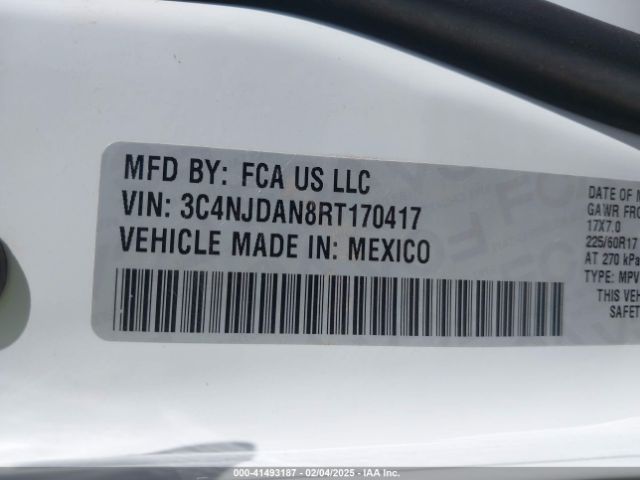 MFD BY: FCA US LLC
VIN: 3C4NJDAN8RT170417
VEHICLE MADE IN: MEXICO
DATE OF M
GAWR FRO
17X7.0
225/60R17
AT 270 kPa
TYPE: MPV
THIS VEH
SAFET
000-41493187 - 02/04/2025 - IAA Inc.